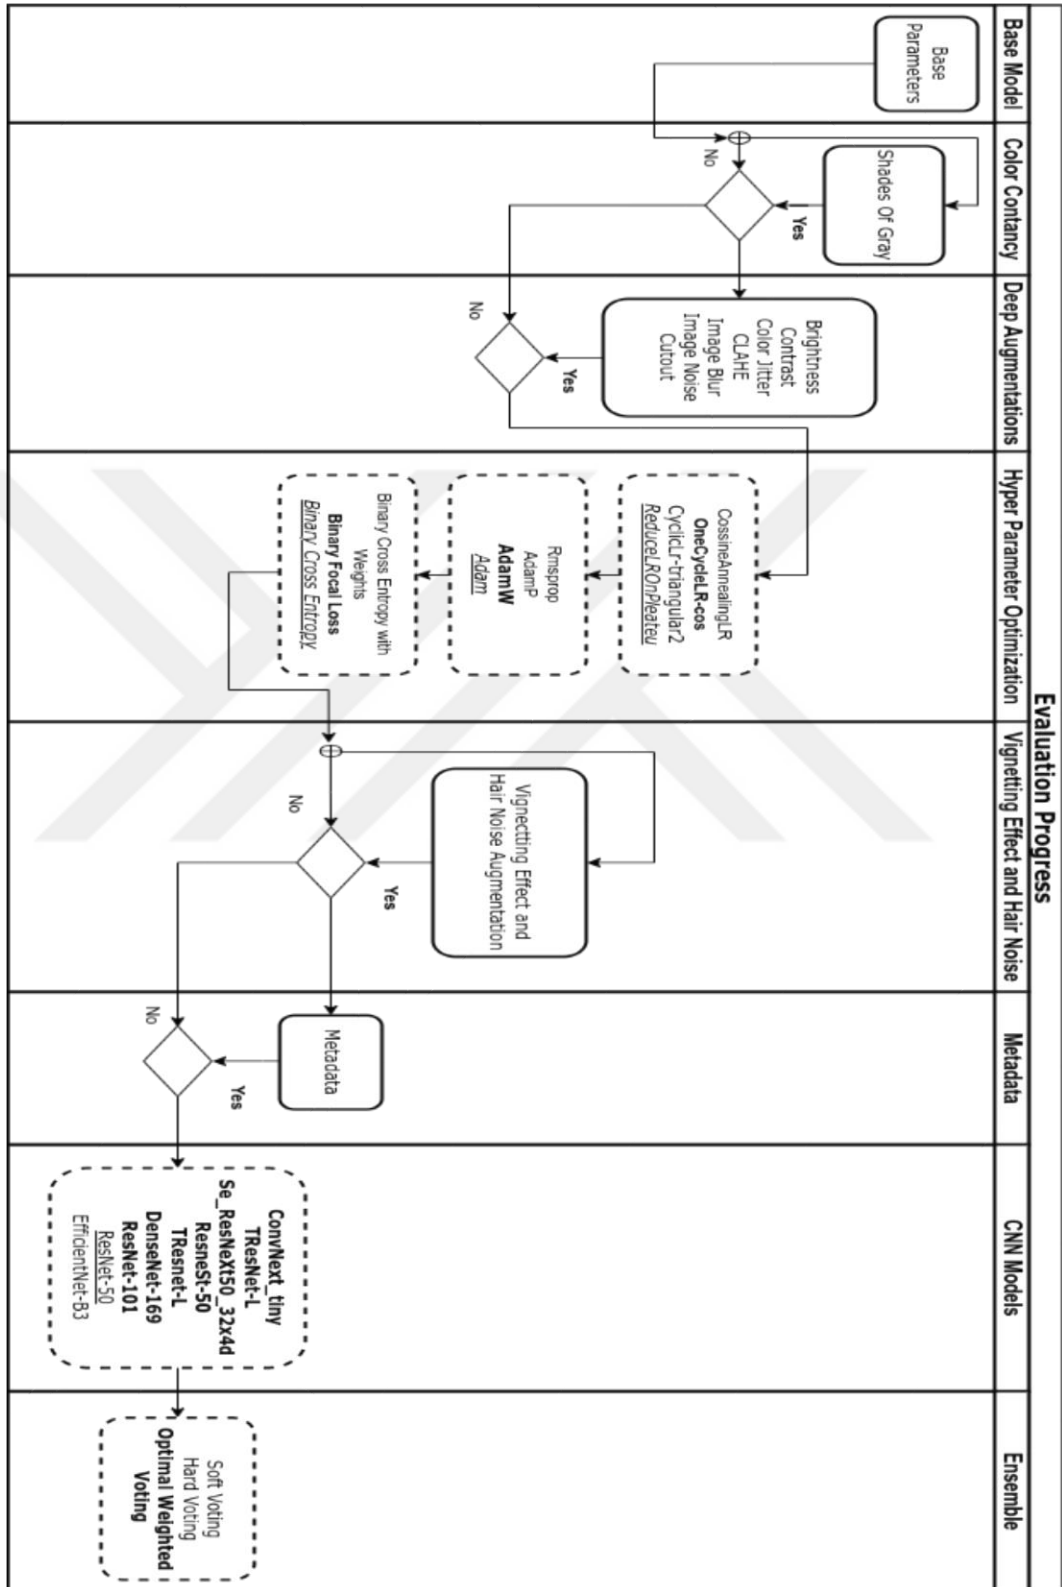 Evaluation Progress
Base Model
Color Contancy
Deep Augmentations
Hyper Parameter Optimization
Vignetting Effect and Hair Noise
Metadata
CNN Models
Ensemble
Base
Parameters
Shades Of Gray
Yes
No
Brightness
Contrast
Color Jitter
CLAHE
Image Blur
Image Noise
Cutout
Yes
No
CossineAnnealingLR
OneCycleLR-cos
CyclicLr-triangular2
ReduceLROnPleateu
Rmsprop
AdamP
AdamW
Adam
Binary Cross Entropy with
Weights
Binary Focal Loss
Binary Cross Entropy
Vignectting Effect and
Hair Noise Augmentation
Yes
No
Metadata
Yes
No
ConvNext_tiny
TResNet-L
Se_ResNeXt50_32x4d
ResneSt-50
TResnet-L
DenseNet-169
ResNet-101
ResNet-50
EfficientNet-B3
Soft Voting
Hard Voting
Optimal Weighted
Voting